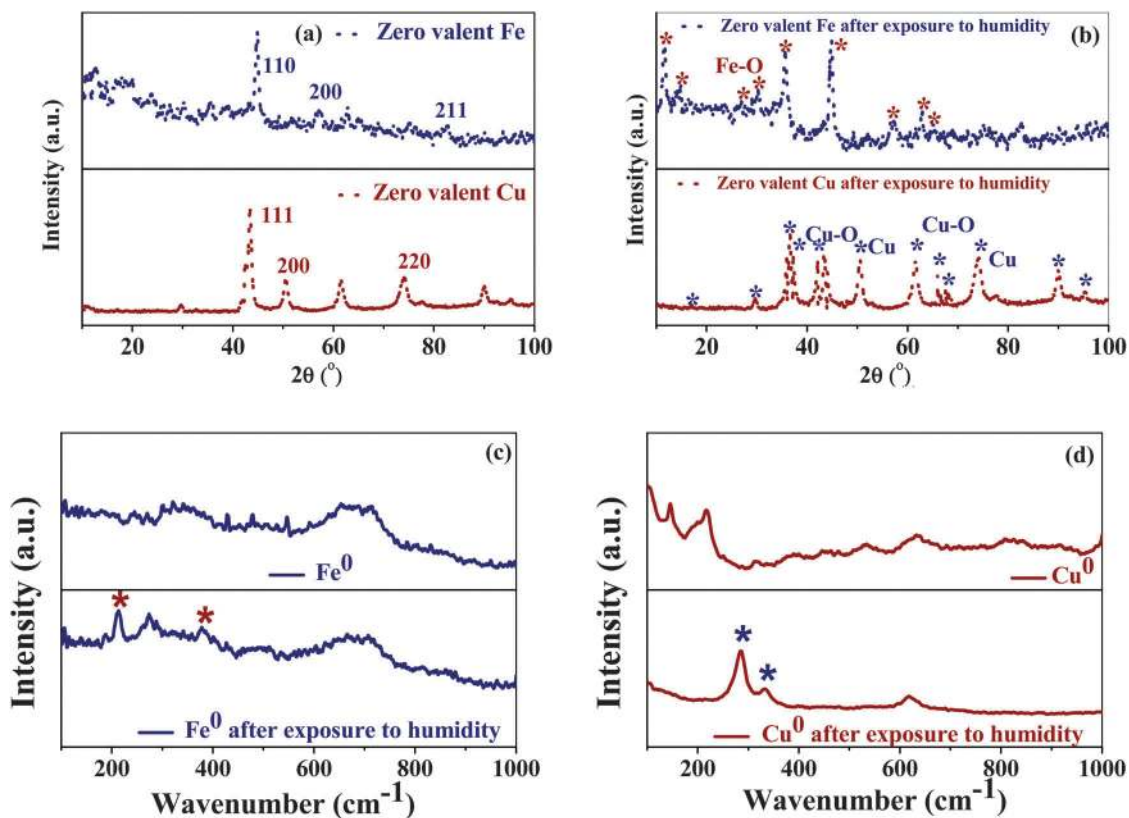 (a)
Zero valent Fe
110
200
211
Zero valent Cu
111
200
220
Intensity (a.u.)
20 40 60 80 100
2θ (°)
(b)
Zero valent Fe after exposure to humidity
* * Fe-O * * * * * * *
Zero valent Cu after exposure to humidity
* * * * Cu-O * * Cu * Cu-O * * * Cu * *
Intensity (a.u.)
20 40 60 80 100
2θ (°)
(c)
Fe⁰
* *
Fe⁰ after exposure to humidity
Intensity (a.u.)
Intensity (a.u.)
200 400 600 800 1000
Wavenumber (cm⁻¹)
(d)
Cu⁰
* *
Cu⁰ after exposure to humidity
Intensity (a.u.)
Intensity (a.u.)
200 400 600 800 1000
Wavenumber (cm⁻¹)